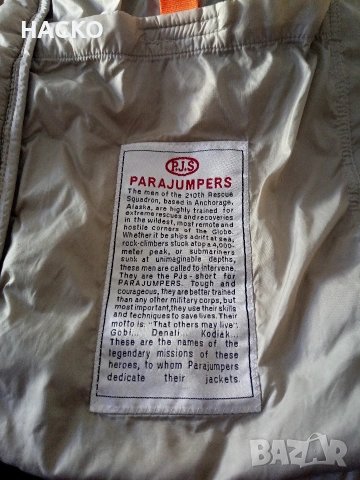 НАСКО
P.J.S
PARAJUMPERS
The men of the 210th Rescue
Squadron, based in Anchorage,
Alaska, are highly trained for
extreme rescues and recoveries
in the wildest, most remote and
hostile corners of the Globe.
Whether it be ships adrift at sea,
rock-climbers stuck atop a 4,000-
meter peak, or submariners
sunk at unimaginable depths,
these men are called to intervene.
They are the PJs - short for
PARAJUMPERS. Tough and
courageous, they are better trained
than any other military corps, but
most important, they use their skills
and techniques to save lives. Their
motto is: "That others may live".
Gobi... Denali... Kodiak...
These are the names of the
legendary missions of these
heroes, to whom Parajumpers
dedicate their jackets.
BAZAR